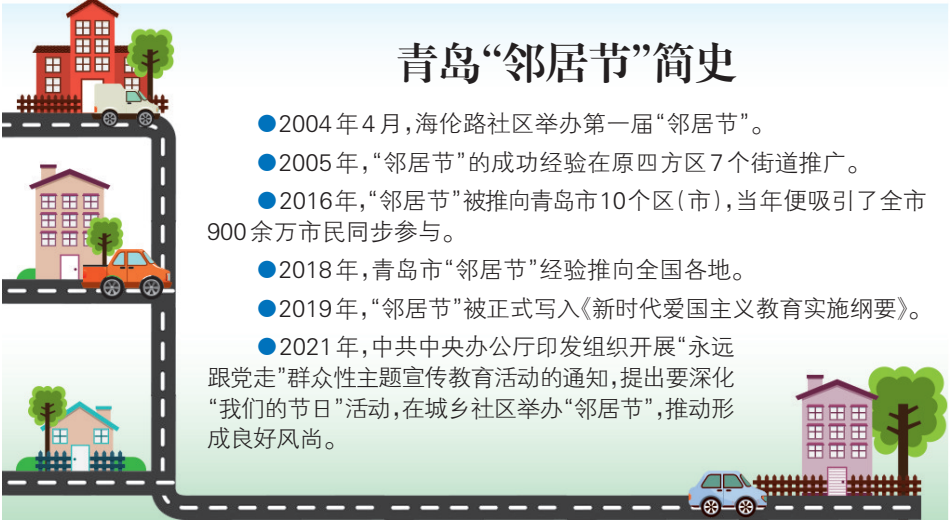 青岛“邻居节”简史
●2004年4月,海伦路社区举办第一届“邻居节”。
●2005年,“邻居节”的成功经验在原四方区7个街道推广。
●2016年,“邻居节”被推向青岛市10个区(市),当年便吸引了全市
900余万市民同步参与。
●2018年,青岛市“邻居节”经验推向全国各地。
●2019年,“邻居节”被正式写入《新时代爱国主义教育实施纲要》。
●2021年,中共中央办公厅印发组织开展“永远
跟党走”群众性主题宣传教育活动的通知,提出要深化
“我们的节日”活动,在城乡社区举办“邻居节”,推动形
成良好风尚。